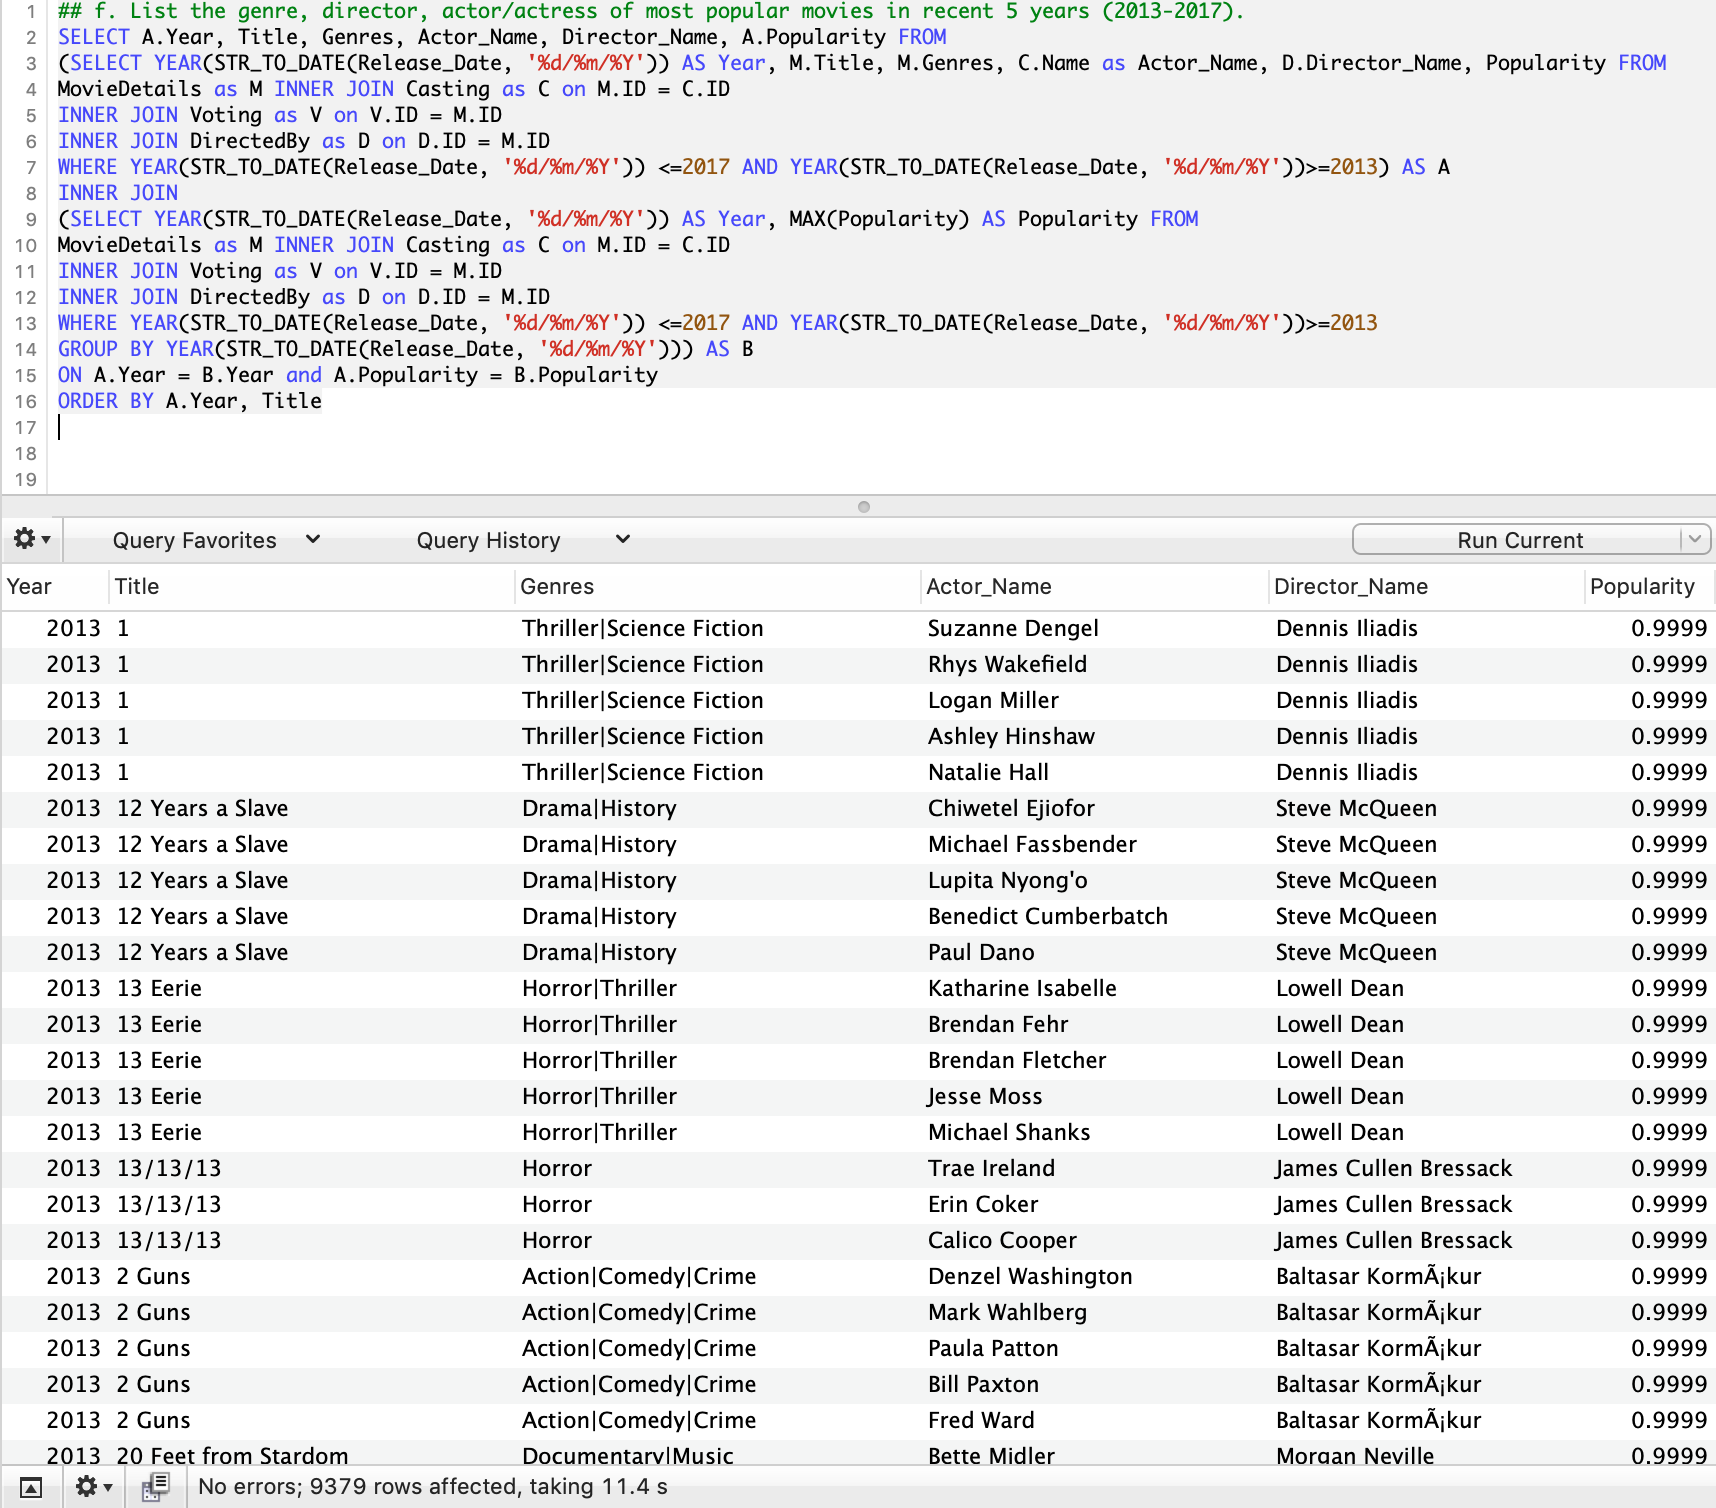 1 ## f. List the genre, director, actor/actress of most popular movies in recent 5 years (2013-2017).
2 SELECT A.Year, Title, Genres, Actor_Name, Director_Name, A.Popularity FROM
3 (SELECT YEAR(STR_TO_DATE(Release_Date, '%d/%m/%Y')) AS Year, M.Title, M.Genres, C.Name as Actor_Name, D.Director_Name, Popularity FROM
4 MovieDetails as M INNER JOIN Casting as C on M.ID = C.ID
5 INNER JOIN Voting as V on V.ID = M.ID
6 INNER JOIN DirectedBy as D on D.ID = M.ID
7 WHERE YEAR(STR_TO_DATE(Release_Date, '%d/%m/%Y')) <=2017 AND YEAR(STR_TO_DATE(Release_Date, '%d/%m/%Y'))>=2013) AS A
8 INNER JOIN
9 (SELECT YEAR(STR_TO_DATE(Release_Date, '%d/%m/%Y')) AS Year, MAX(Popularity) AS Popularity FROM
10 MovieDetails as M INNER JOIN Casting as C on M.ID = C.ID
11 INNER JOIN Voting as V on V.ID = M.ID
12 INNER JOIN DirectedBy as D on D.ID = M.ID
13 WHERE YEAR(STR_TO_DATE(Release_Date, '%d/%m/%Y')) <=2017 AND YEAR(STR_TO_DATE(Release_Date, '%d/%m/%Y'))>=2013
14 GROUP BY YEAR(STR_TO_DATE(Release_Date, '%d/%m/%Y'))) AS B
15 ON A.Year = B.Year and A.Popularity = B.Popularity
16 ORDER BY A.Year, Title
17
18
19
Query Favorites Query History Run Current
Year Title Genres Actor_Name Director_Name Popularity
2013 1 Thriller|Science Fiction Suzanne Dengel Dennis Iliadis 0.9999
2013 1 Thriller|Science Fiction Rhys Wakefield Dennis Iliadis 0.9999
2013 1 Thriller|Science Fiction Logan Miller Dennis Iliadis 0.9999
2013 1 Thriller|Science Fiction Ashley Hinshaw Dennis Iliadis 0.9999
2013 1 Thriller|Science Fiction Natalie Hall Dennis Iliadis 0.9999
2013 12 Years a Slave Drama|History Chiwetel Ejiofor Steve McQueen 0.9999
2013 12 Years a Slave Drama|History Michael Fassbender Steve McQueen 0.9999
2013 12 Years a Slave Drama|History Lupita Nyong'o Steve McQueen 0.9999
2013 12 Years a Slave Drama|History Benedict Cumberbatch Steve McQueen 0.9999
2013 12 Years a Slave Drama|History Paul Dano Steve McQueen 0.9999
2013 13 Eerie Horror|Thriller Katharine Isabelle Lowell Dean 0.9999
2013 13 Eerie Horror|Thriller Brendan Fehr Lowell Dean 0.9999
2013 13 Eerie Horror|Thriller Brendan Fletcher Lowell Dean 0.9999
2013 13 Eerie Horror|Thriller Jesse Moss Lowell Dean 0.9999
2013 13 Eerie Horror|Thriller Michael Shanks Lowell Dean 0.9999
2013 13/13/13 Horror Trae Ireland James Cullen Bressack 0.9999
2013 13/13/13 Horror Erin Coker James Cullen Bressack 0.9999
2013 13/13/13 Horror Calico Cooper James Cullen Bressack 0.9999
2013 2 Guns Action|Comedy|Crime Denzel Washington Baltasar KormÃ¡kur 0.9999
2013 2 Guns Action|Comedy|Crime Mark Wahlberg Baltasar KormÃ¡kur 0.9999
2013 2 Guns Action|Comedy|Crime Paula Patton Baltasar KormÃ¡kur 0.9999
2013 2 Guns Action|Comedy|Crime Bill Paxton Baltasar KormÃ¡kur 0.9999
2013 2 Guns Action|Comedy|Crime Fred Ward Baltasar KormÃ¡kur 0.9999
2013 20 Feet from Stardom Documentary|Music Bette Midler Morgan Neville 0.9999
No errors; 9379 rows affected, taking 11.4 s